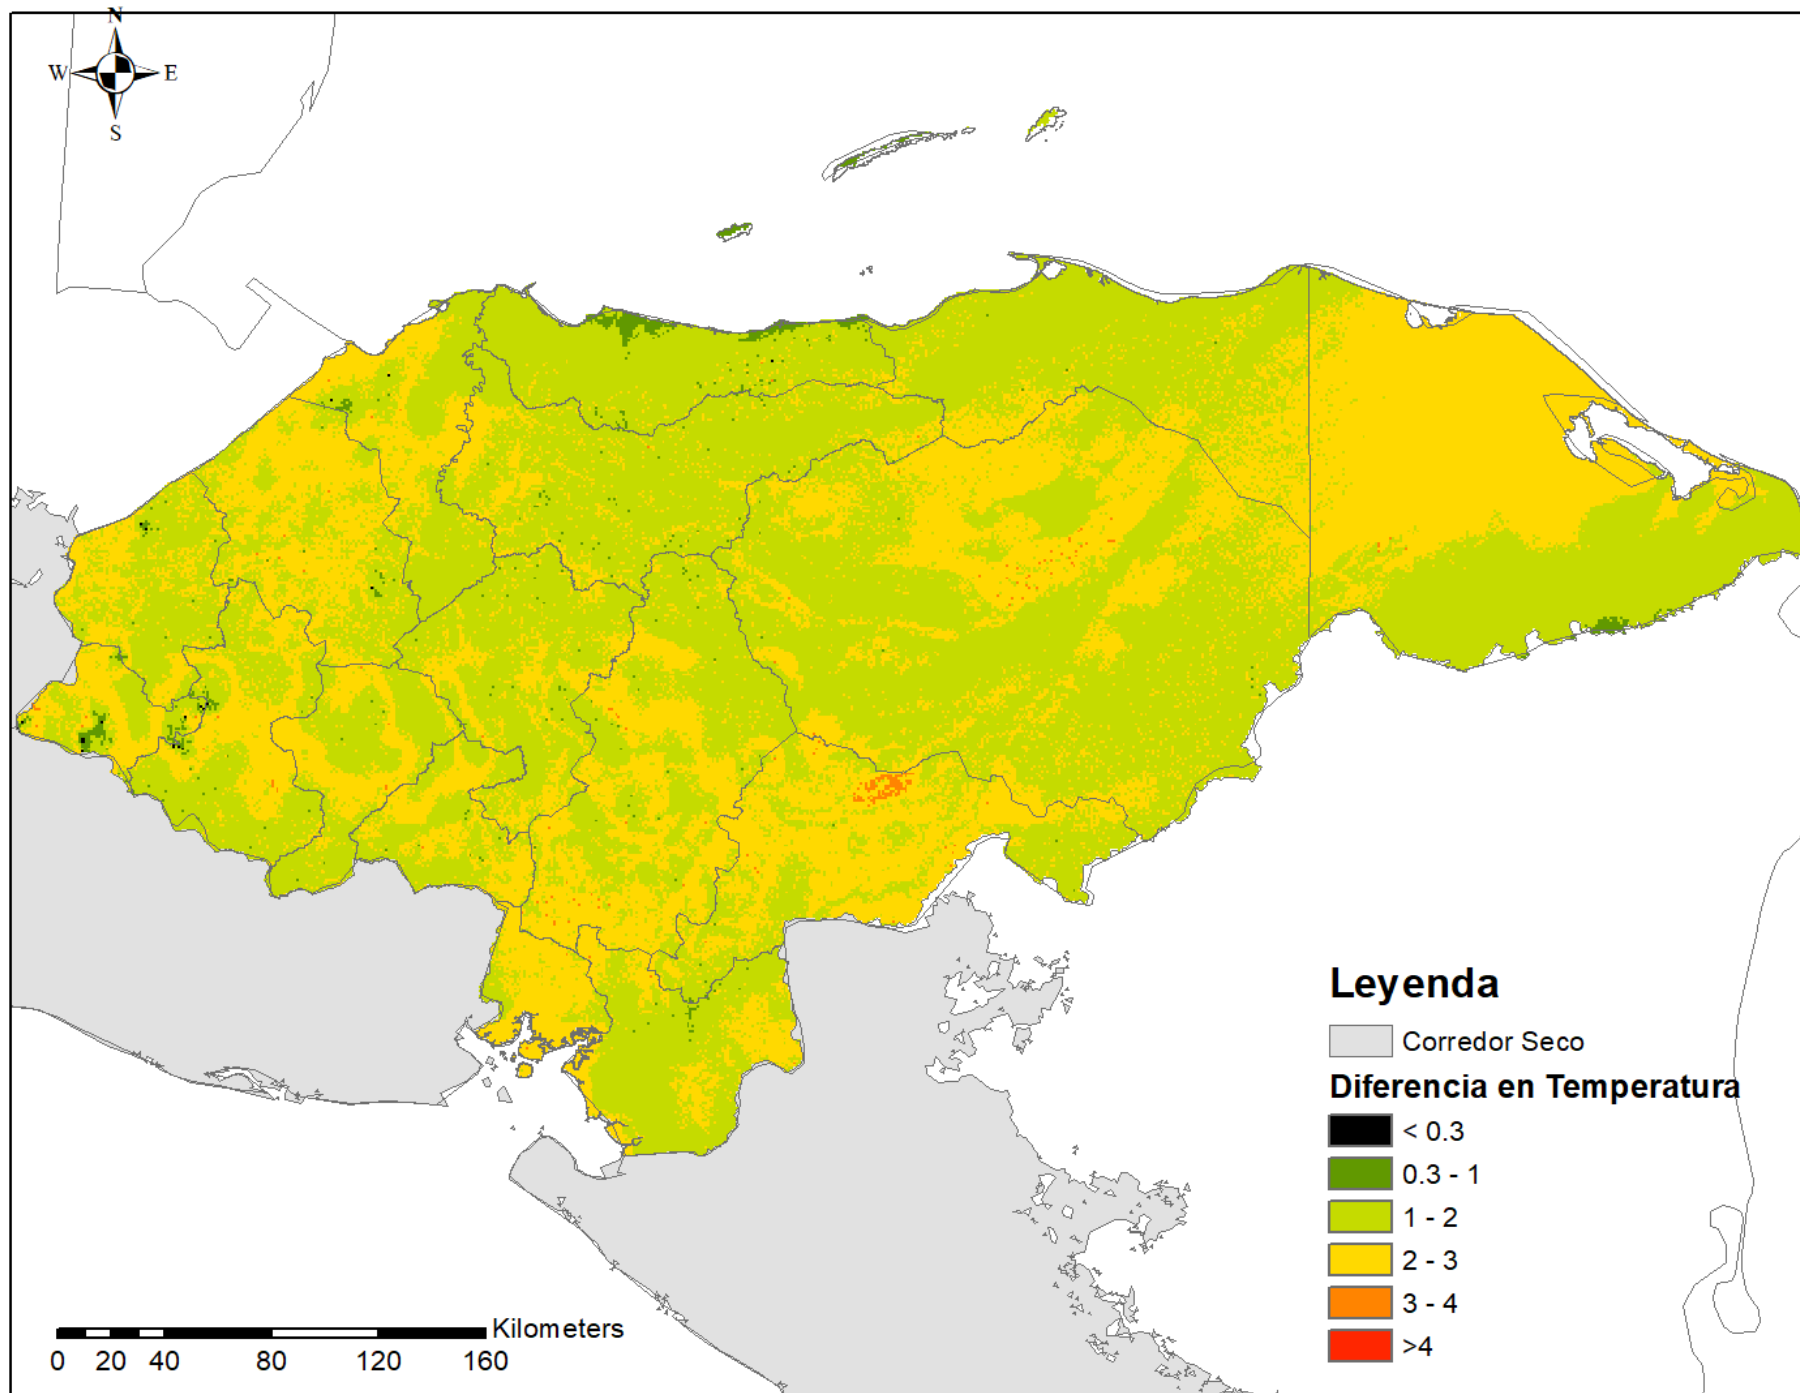 N
W E
S
Leyenda
Corredor Seco
Diferencia en Temperatura
< 0.3
0.3 - 1
1 - 2
2 - 3
3 - 4
>4
Kilometers
0 20 40 80 120 160